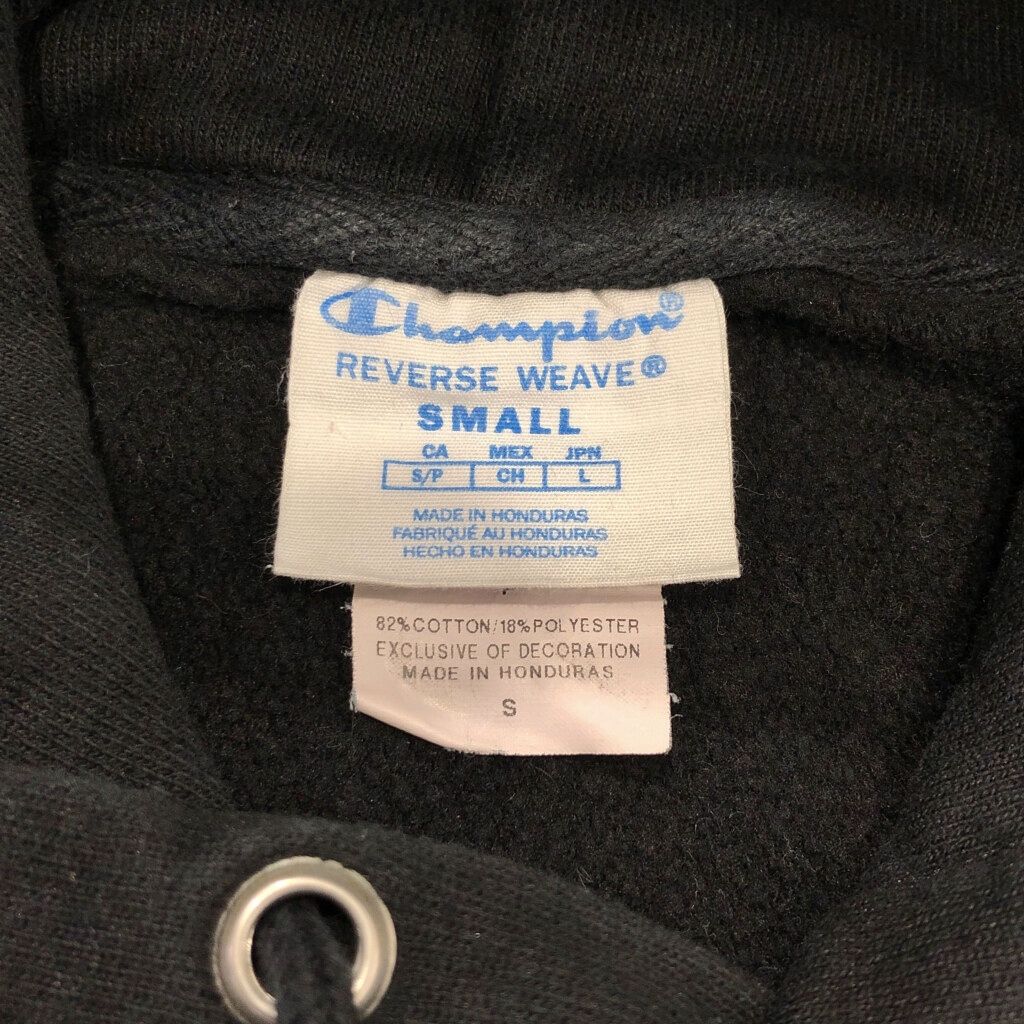 Champion®
REVERSE WEAVE®
SMALL
CA MEX JPN
S/P CH L
MADE IN HONDURAS
FABRIQUÉ AU HONDURAS
HECHO EN HONDURAS
82%COTTON/18%POLYESTER
EXCLUSIVE OF DECORATION
MADE IN HONDURAS
S